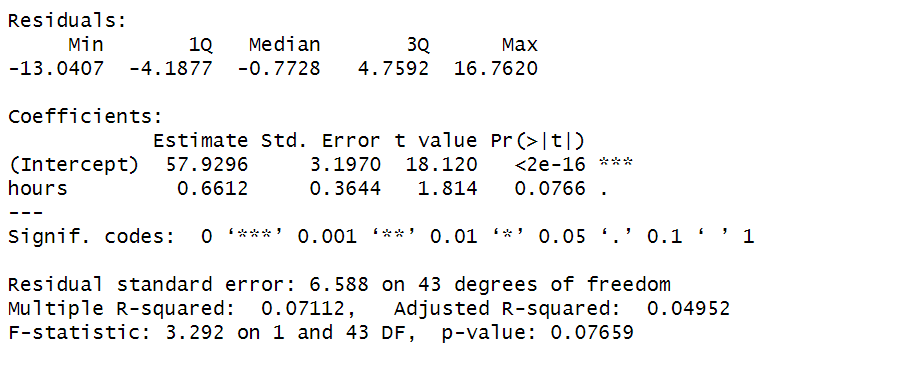 Residuals:
     Min       1Q   Median       3Q      Max
-13.0407  -4.1877  -0.7728   4.7592  16.7620

Coefficients:
            Estimate Std. Error t value Pr(>|t|)
(Intercept)  57.9296     3.1970  18.120   <2e-16 ***
hours         0.6612     0.3644   1.814   0.0766 .
---
Signif. codes:  0 ‘***’ 0.001 ‘**’ 0.01 ‘*’ 0.05 ‘.’ 0.1 ‘ ’ 1

Residual standard error: 6.588 on 43 degrees of freedom
Multiple R-squared:  0.07112,   Adjusted R-squared:  0.04952
F-statistic: 3.292 on 1 and 43 DF,  p-value: 0.07659